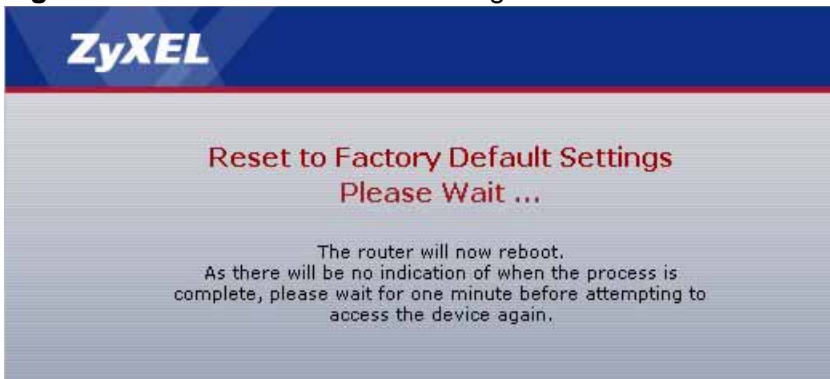 ZyXEL
Reset to Factory Default Settings
Please Wait ...
The router will now reboot.
As there will be no indication of when the process is
complete, please wait for one minute before attempting to
access the device again.